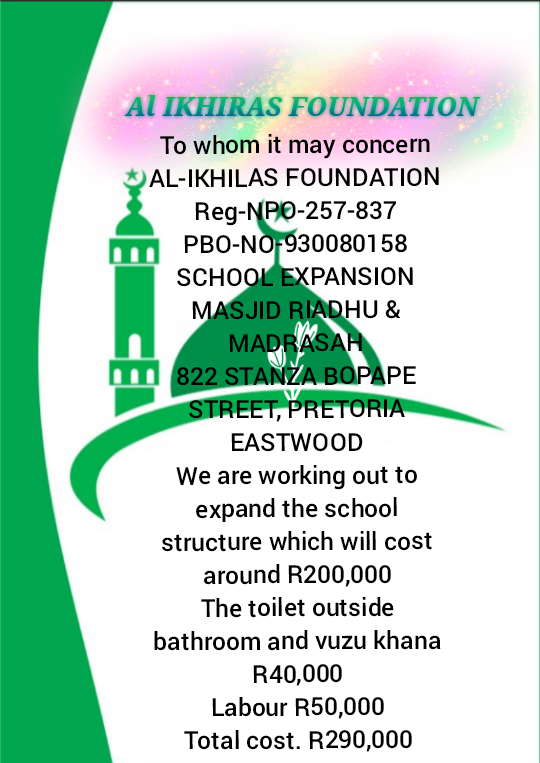 Al IKHIRAS FOUNDATION
To whom it may concern
AL-IKHILAS FOUNDATION
Reg-NPO-257-837
PBO-NO-930080158
SCHOOL EXPANSION
MASJID RIADHU &
MADRASAH
822 STANZA BOPAPE
STREET, PRETORIA
EASTWOOD
We are working out to
expand the school
structure which will cost
around R200,000
The toilet outside
bathroom and vuzu khana
R40,000
Labour R50,000
Total cost. R290,000